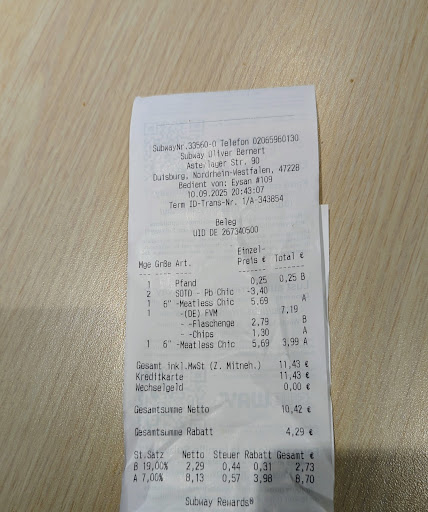 SubwayNr.33560-0 Telefon 02065960130
Subway Oliver Bernert
Asterlager Str. 90
Duisburg, Nordrhein-Westfalen, 47228
Bedient von: Eysan #109
10.09.2025 20:43:07
Term ID-Trans-Nr. 1/A-343854
Beleg
UID DE 267340500
Einzel-
Mge Größe Art. Preis € Total €
1 Pfand 0,25 0,25 B
2 SOTD - Pb Chic -3,40
1 6" -Meatless Chic 5,69 A
1 -(DE) FVM 7,19
- -Flaschenge 2,79 B
- -Chips 1,30 A
1 6" -Meatless Chic 5,69 3,99 A
Gesamt inkl.MwSt (Z. Mitneh.) 11,43 €
Kreditkarte 11,43 €
Wechselgeld 0,00 €
Gesamtsumme Netto 10,42 €
Gesamtsumme Rabatt 4,29 €
St.Satz Netto Steuer Rabatt Gesamt €
B 19,00% 2,29 0,44 0,31 2,73
A 7,00% 8,13 0,57 3,98 8,70
Subway Rewards®